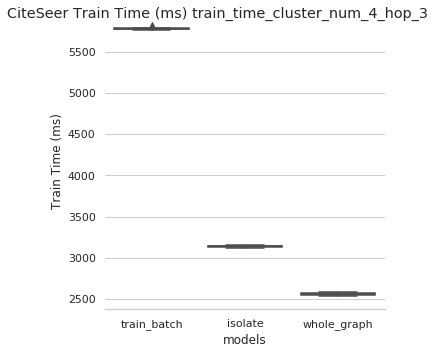 CiteSeer Train Time (ms) train_time_cluster_num_4_hop_3
Train Time (ms)
5500
5000
4500
4000
3500
3000
2500
train_batch isolate whole_graph
models